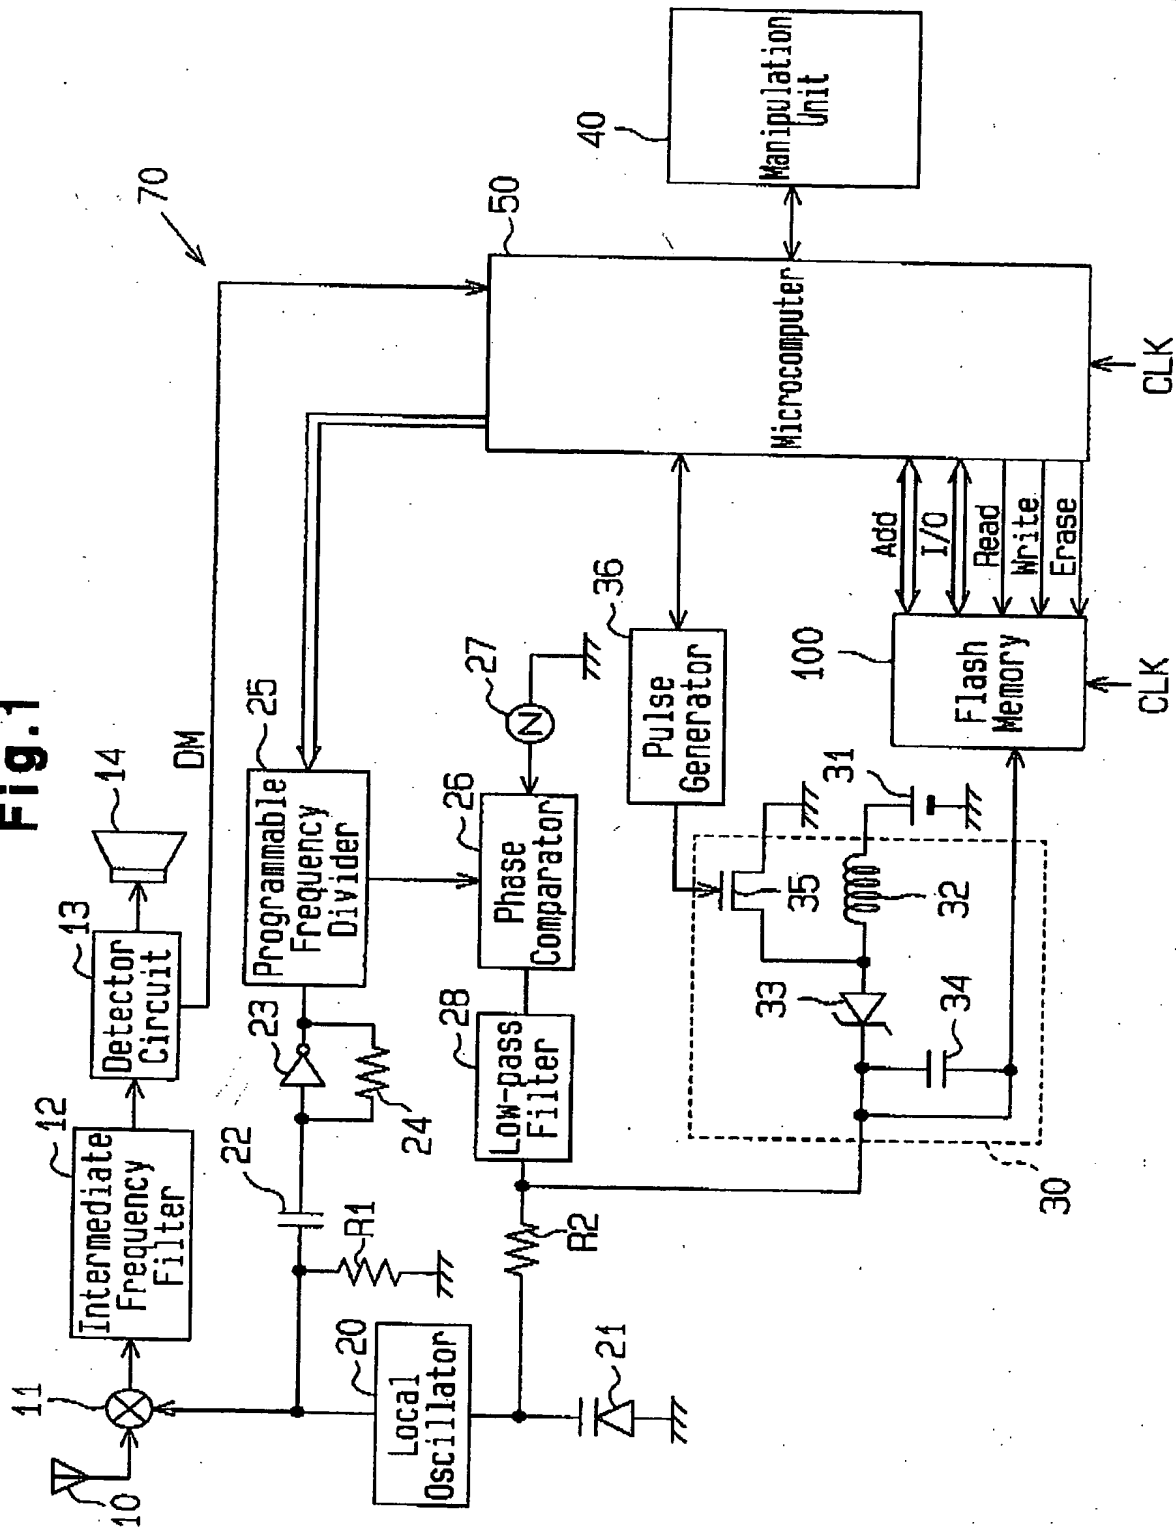 Fig.1
70
10
11
12
Intermediate
Frequency
Filter
13
Detector
Circuit
14
DM
20
Local
Oscillator
R1
22
23
24
25
Programmable
Frequency
Divider
21
R2
28
Low-pass
Filter
26
Phase
Comparator
27
N
36
Pulse
Generator
50
Microcomputer
40
Manipulation
Unit
30
33
34
35
32
31
100
Flash
Memory
Add
I/O
Read
Write
Erase
CLK
CLK